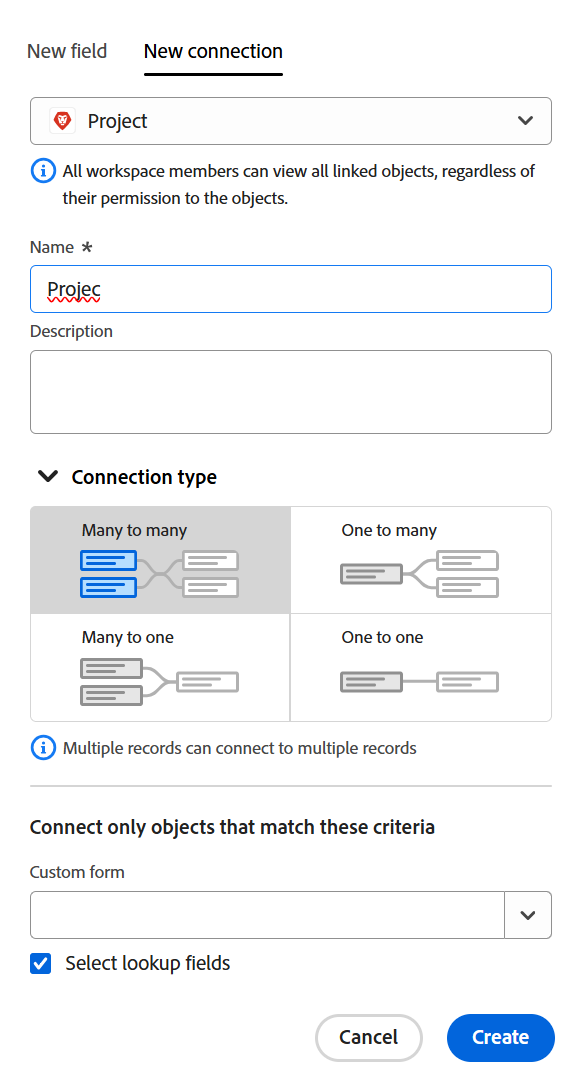 New field New connection
Project
All workspace members can view all linked objects, regardless of
their permission to the objects.
Name *
Projec
Description
Connection type
Many to many One to many
Many to one One to one
Multiple records can connect to multiple records
Connect only objects that match these criteria
Custom form
Select lookup fields
Cancel Create